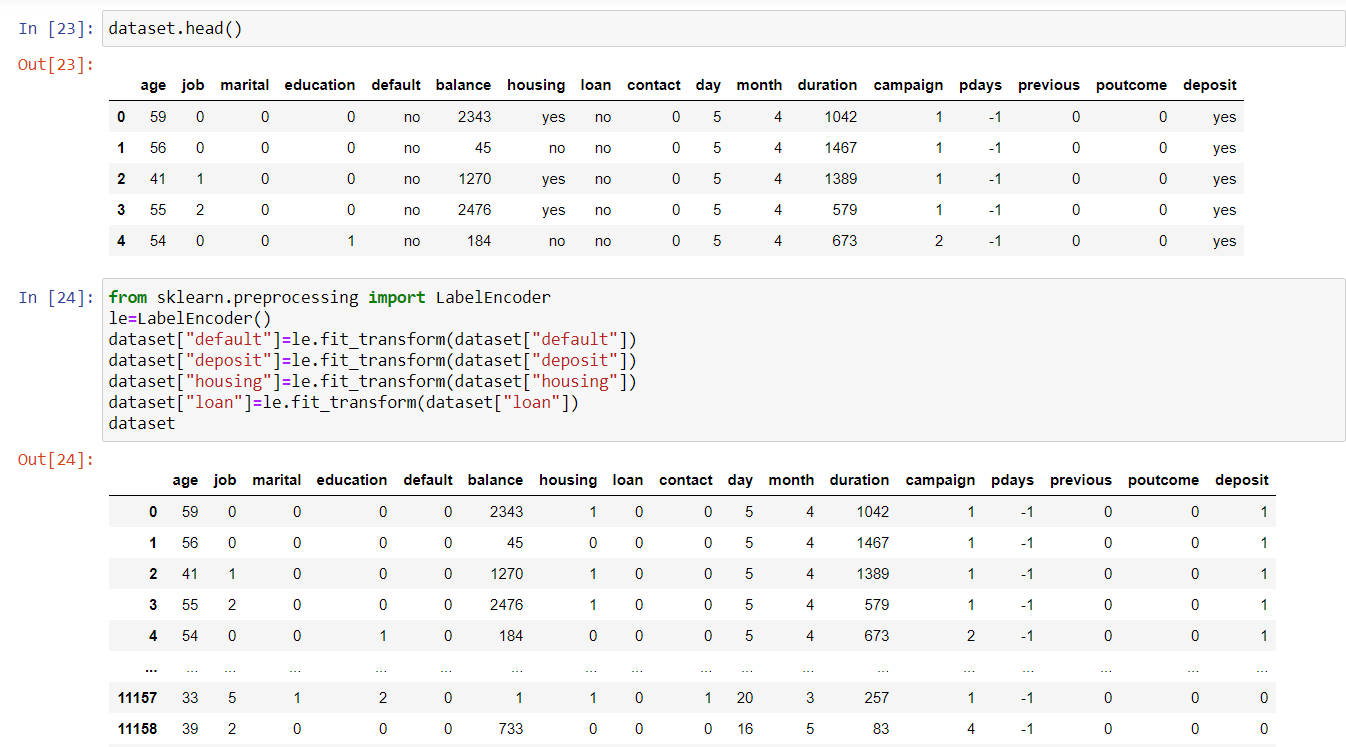 In [23]: dataset.head()
Out[23]:
age job marital education default balance housing loan contact day month duration campaign pdays previous poutcome deposit
0 59 0 0 0 no 2343 yes no 0 5 4 1042 1 -1 0 0 yes
1 56 0 0 0 no 45 no no 0 5 4 1467 1 -1 0 0 yes
2 41 1 0 0 no 1270 yes no 0 5 4 1389 1 -1 0 0 yes
3 55 2 0 0 no 2476 yes no 0 5 4 579 1 -1 0 0 yes
4 54 0 0 1 no 184 no no 0 5 4 673 2 -1 0 0 yes
In [24]: from sklearn.preprocessing import LabelEncoder
le=LabelEncoder()
dataset["default"]=le.fit_transform(dataset["default"])
dataset["deposit"]=le.fit_transform(dataset["deposit"])
dataset["housing"]=le.fit_transform(dataset["housing"])
dataset["loan"]=le.fit_transform(dataset["loan"])
dataset
Out[24]:
age job marital education default balance housing loan contact day month duration campaign pdays previous poutcome deposit
0 59 0 0 0 0 2343 1 0 0 5 4 1042 1 -1 0 0 1
1 56 0 0 0 0 45 0 0 0 5 4 1467 1 -1 0 0 1
2 41 1 0 0 0 1270 1 0 0 5 4 1389 1 -1 0 0 1
3 55 2 0 0 0 2476 1 0 0 5 4 579 1 -1 0 0 1
4 54 0 0 1 0 184 0 0 0 5 4 673 2 -1 0 0 1
... ... ... ... ... ... ... ... ... ... ... ... ... ... ... ... ... ...
11157 33 5 1 2 0 1 1 0 1 20 3 257 1 -1 0 0 0
11158 39 2 0 0 0 733 0 0 0 16 5 83 4 -1 0 0 0